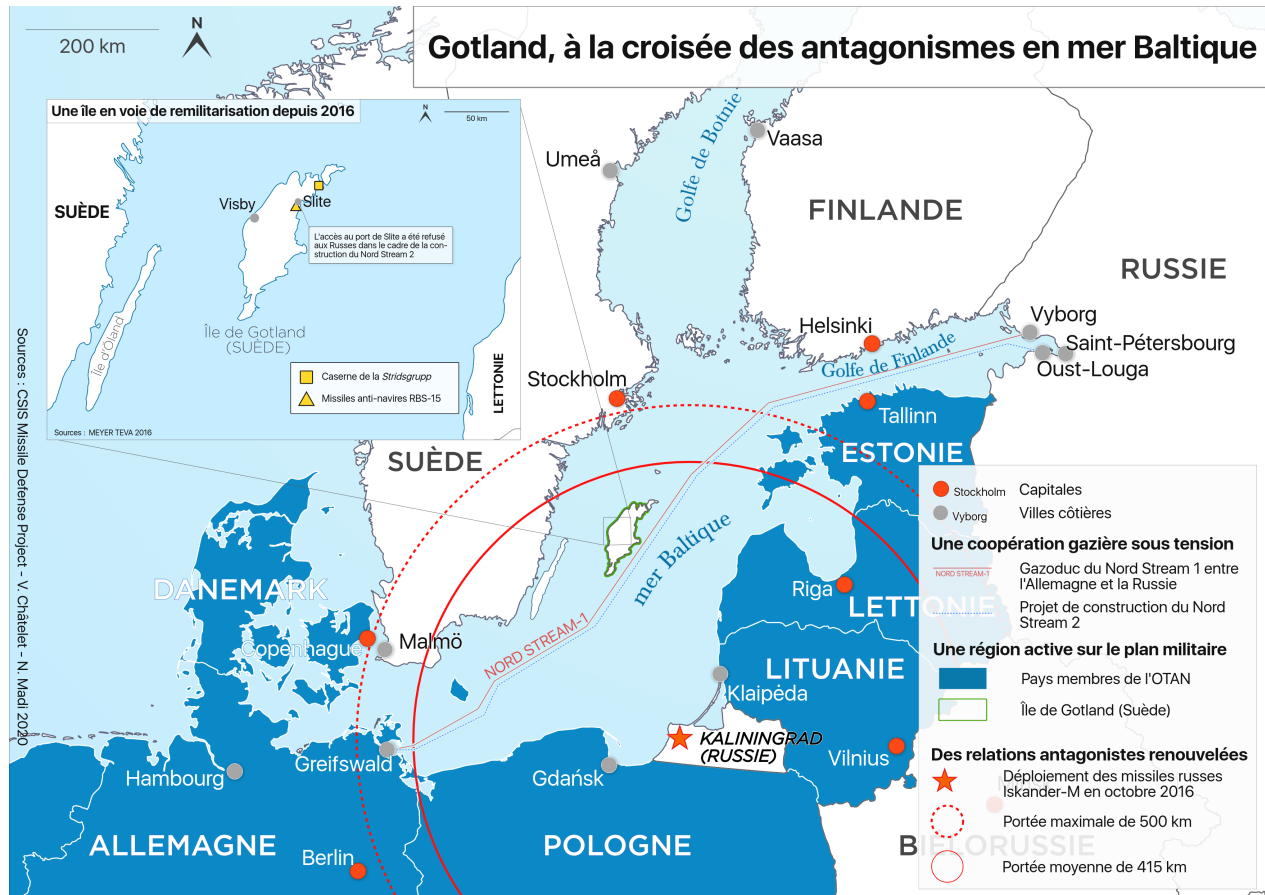 Gotland, à la croisée des antagonismes en mer Baltique
200 km
N
Une île en voie de remilitarisation depuis 2016
N
50 km
SUÈDE
Visby
Slite
L'accès au port de Slite a été refusé
aux Russes dans le cadre de la con-
struction du Nord Stream 2
Île d'Öland
Île de Gotland
(SUÈDE)
LETTONIE
Caserne de la Stridsgrupp
Missiles anti-navires RBS-15
Sources : MEYER TEVA 2016
Sources : CSIS Missile Defense Project - V. Châtelet - N. Madi 2020
Golfe de Botnie
Vaasa
Umeå
FINLANDE
RUSSIE
Helsinki
Vyborg
Saint-Pétersbourg
Oust-Louga
Golfe de Finlande
Stockholm
Tallinn
ESTONIE
SUÈDE
mer Baltique
DANEMARK
Riga
LETTONIE
Copenhague
Malmö
NORD STREAM-1
LITUANIE
Klaipėda
KALININGRAD
(RUSSIE)
Vilnius
Greifswald
Hambourg
Gdańsk
ALLEMAGNE
Berlin
POLOGNE
BIÉLORUSSIE
Stockholm Capitales
Vyborg Villes côtières
Une coopération gazière sous tension
NORD STREAM-1 Gazoduc du Nord Stream 1 entre
l'Allemagne et la Russie
Projet de construction du Nord
Stream 2
Une région active sur le plan militaire
Pays membres de l'OTAN
Île de Gotland (Suède)
Des relations antagonistes renouvelées
Déploiement des missiles russes
Iskander-M en octobre 2016
Portée maximale de 500 km
Portée moyenne de 415 km